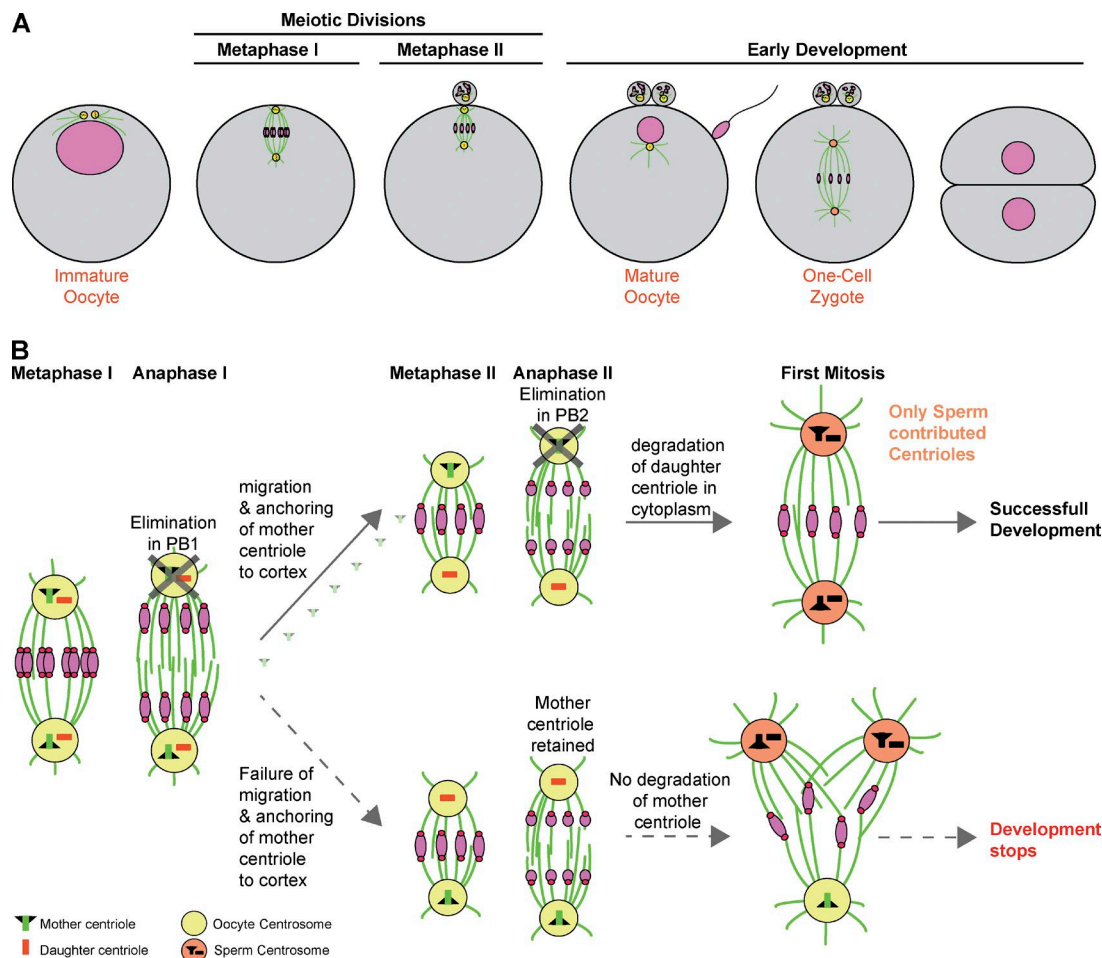 A
Meiotic Divisions
Metaphase I
Metaphase II
Early Development
Immature
Oocyte
Mature
Oocyte
One-Cell
Zygote
B
Metaphase I
Anaphase I
Elimination
in PB1
migration
& anchoring
of mother
centriole
to cortex
Metaphase II
Anaphase II
Elimination
in PB2
degradation
of daughter
centriole in
cytoplasm
First Mitosis
Only Sperm
contributed
Centrioles
Successfull
Development
Failure of
migration
& anchoring
of mother
centriole
to cortex
Mother
centriole
retained
No degradation
of mother
centriole
Development
stops
Mother centriole
Daughter centriole
Oocyte Centrosome
Sperm Centrosome